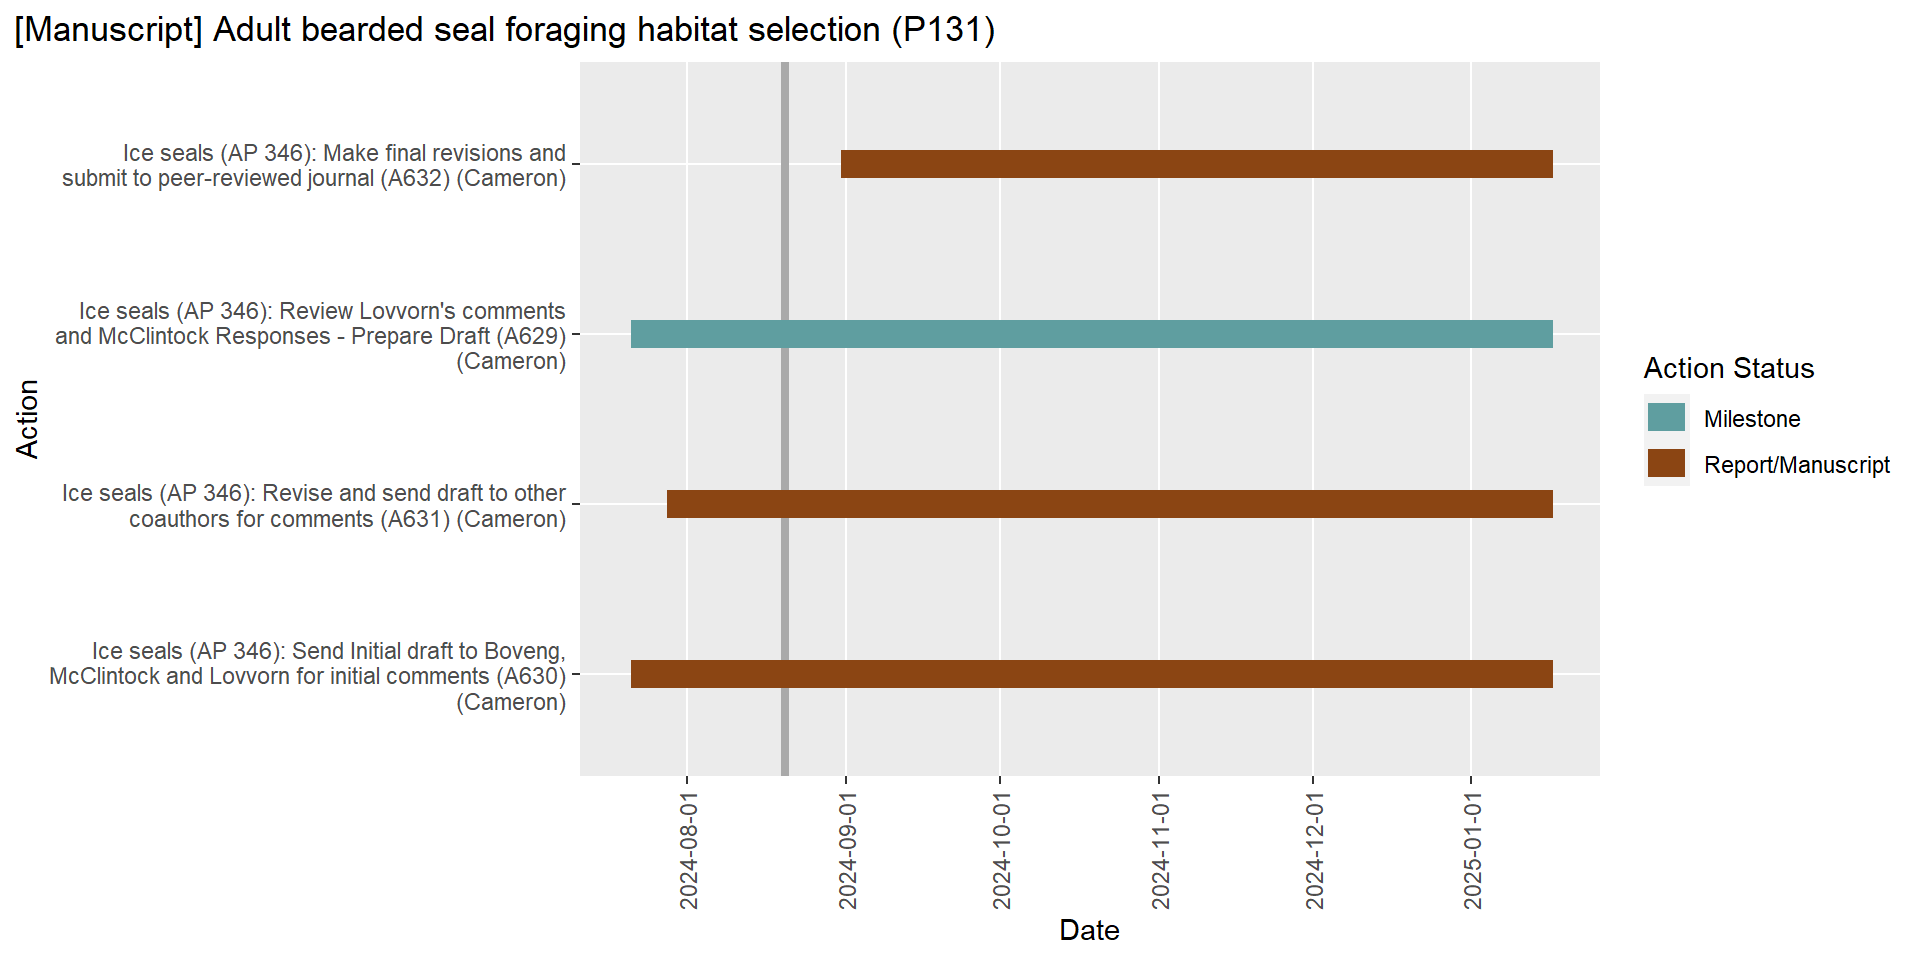 [Manuscript] Adult bearded seal foraging habitat selection (P131)
Ice seals (AP 346): Make final revisions and
submit to peer-reviewed journal (A632) (Cameron)
Ice seals (AP 346): Review Lovvorn's comments
and McClintock Responses - Prepare Draft (A629)
(Cameron)
Ice seals (AP 346): Revise and send draft to other
coauthors for comments (A631) (Cameron)
Ice seals (AP 346): Send Initial draft to Boveng,
McClintock and Lovvorn for initial comments (A630)
(Cameron)
Action
2024-08-01
2024-09-01
2024-10-01
2024-11-01
2024-12-01
2025-01-01
Date
Action Status
Milestone
Report/Manuscript